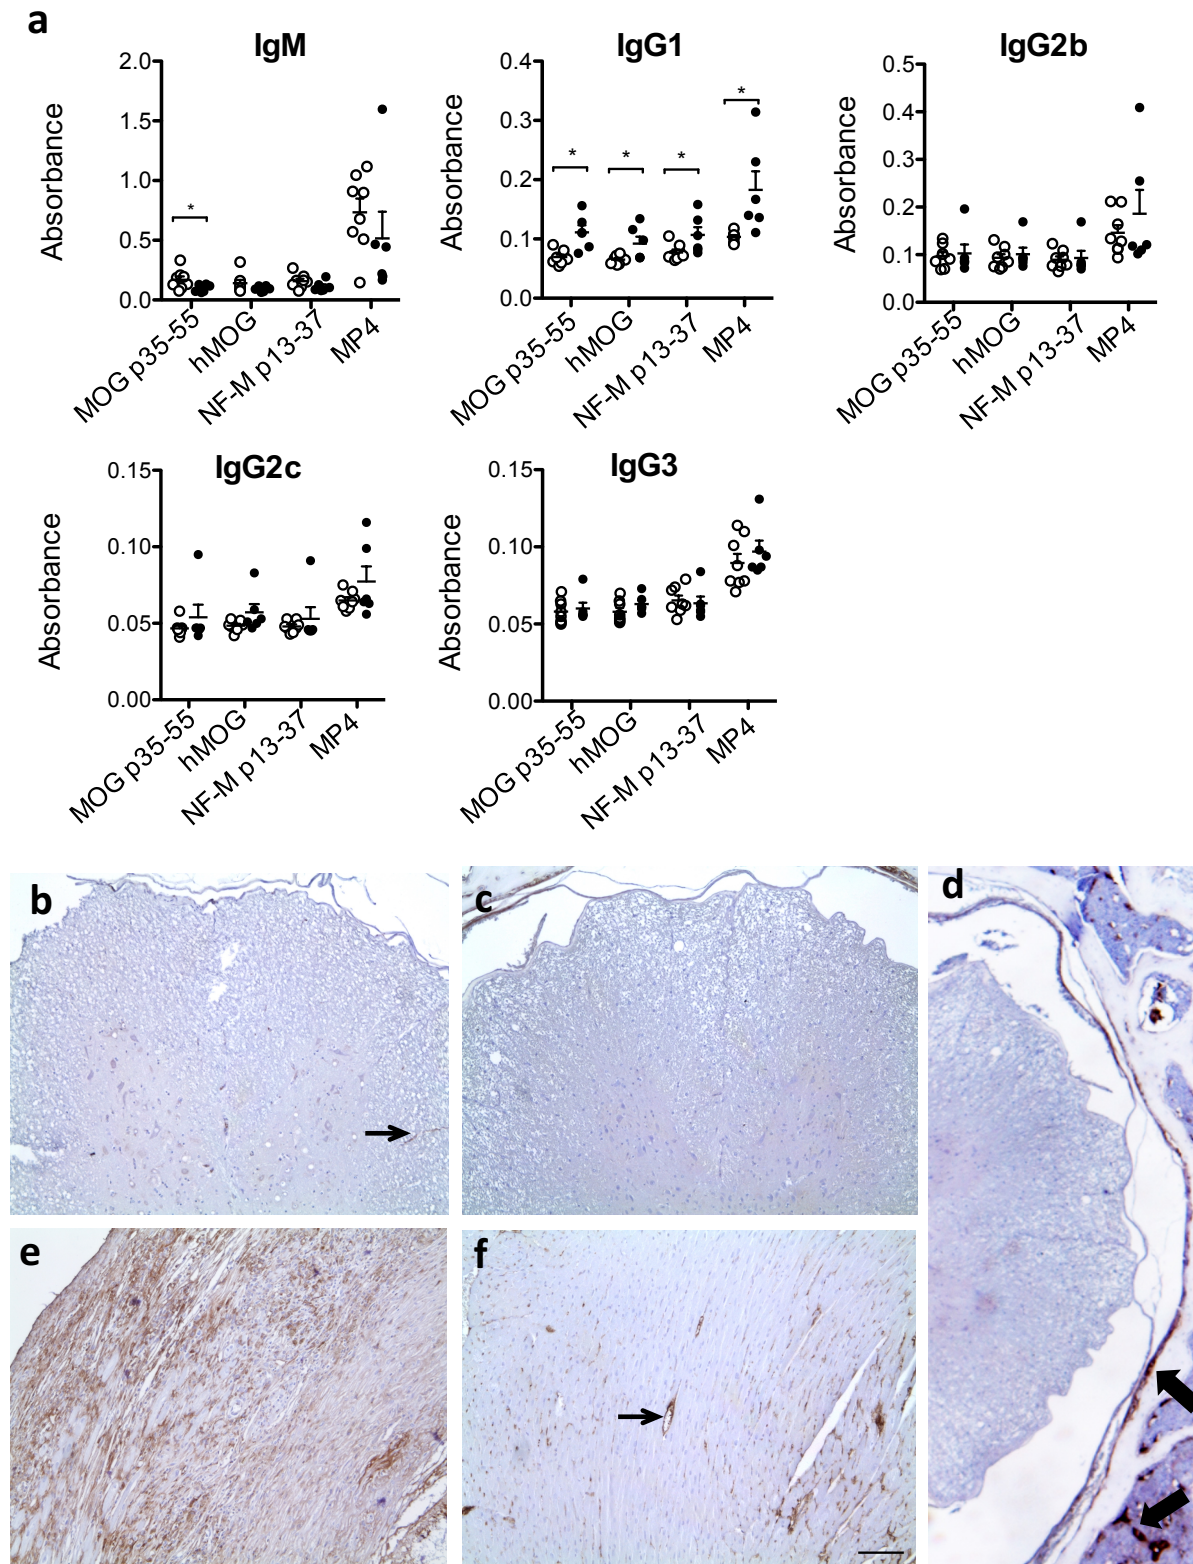 a
IgM
Absorbance
2.0
1.5
1.0
0.5
0.0
*
MOG p35-55
hMOG
NF-M p13-37
MP4
IgG1
Absorbance
0.4
0.3
0.2
0.1
0.0
* * * *
MOG p35-55
hMOG
NF-M p13-37
MP4
IgG2b
Absorbance
0.5
0.4
0.3
0.2
0.1
0.0
MOG p35-55
hMOG
NF-M p13-37
MP4
IgG2c
Absorbance
0.15
0.10
0.05
0.00
MOG p35-55
hMOG
NF-M p13-37
MP4
IgG3
Absorbance
0.15
0.10
0.05
0.00
MOG p35-55
hMOG
NF-M p13-37
MP4
b
c
d
e
f